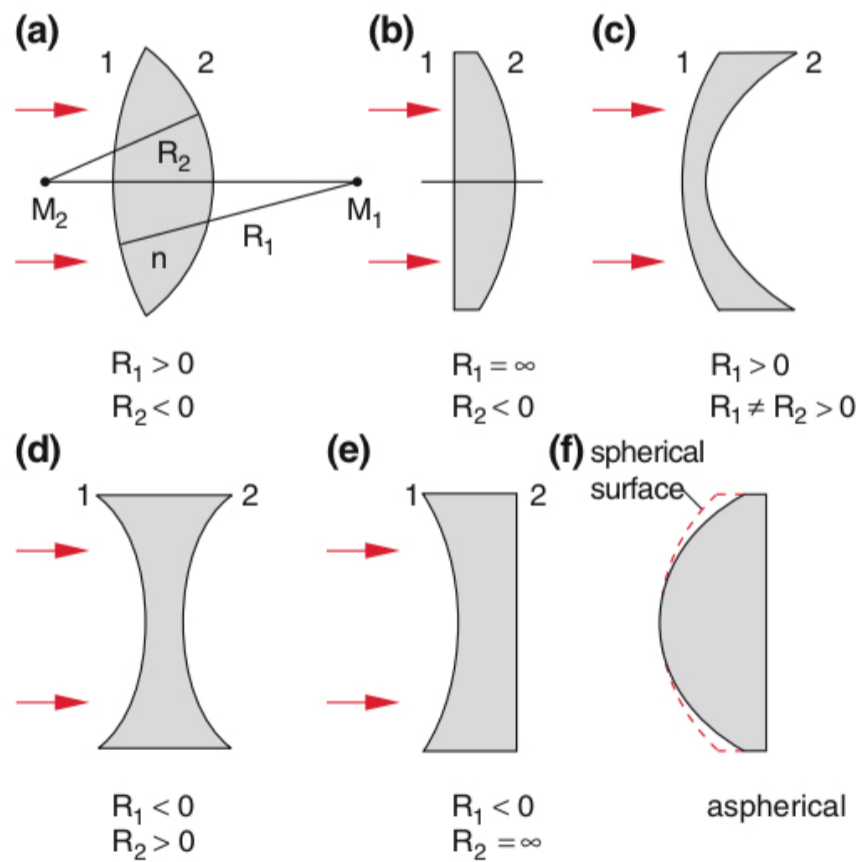 (a)
1
2
R₂
M₂
M₁
R₁
n
R₁ > 0
R₂ < 0
(b)
1
2
R₁ = ∞
R₂ < 0
(c)
1
2
R₁ > 0
R₁ ≠ R₂ > 0
(d)
1
2
R₁ < 0
R₂ > 0
(e)
1
2
R₁ < 0
R₂ = ∞
(f) spherical
surface
aspherical